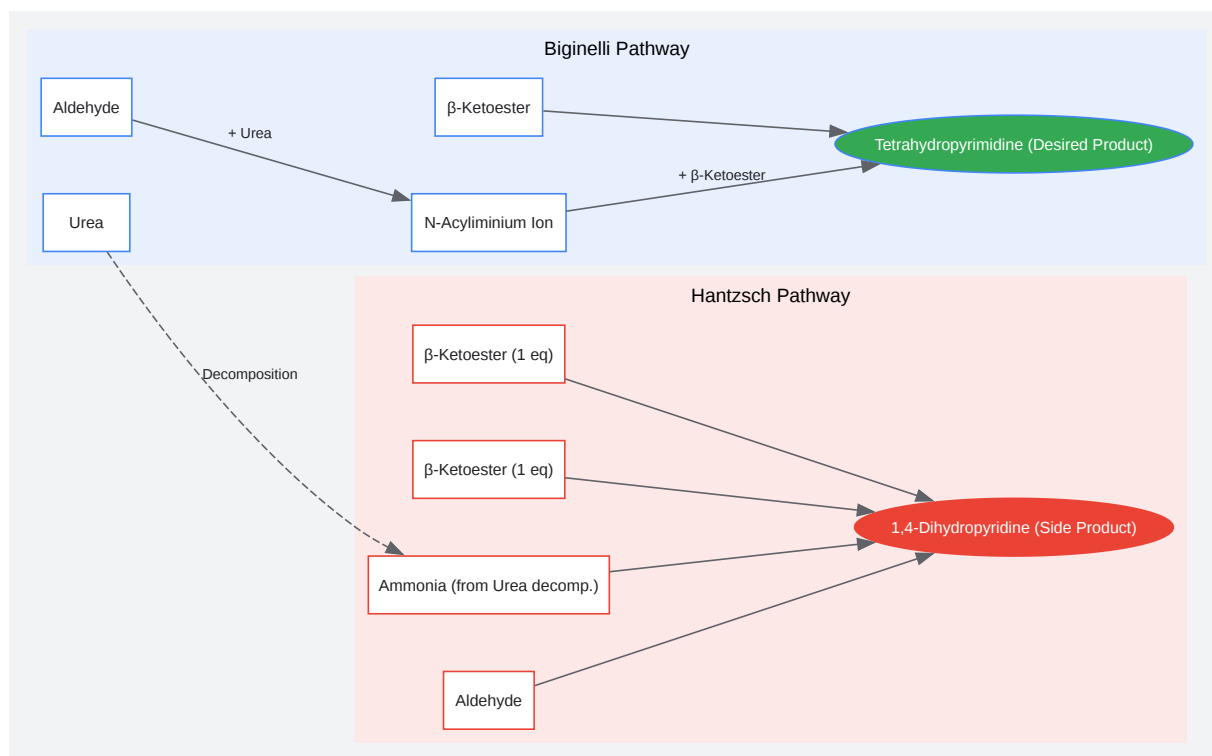 Biginelli Pathway
Aldehyde
β-Ketoester
+ Urea
Tetrahydropyrimidine (Desired Product)
+ β-Ketoester
Urea
N-Acyliminium Ion
Hantzsch Pathway
β-Ketoester (1 eq)
Decomposition
β-Ketoester (1 eq)
1,4-Dihydropyridine (Side Product)
Ammonia (from Urea decomp.)
Aldehyde